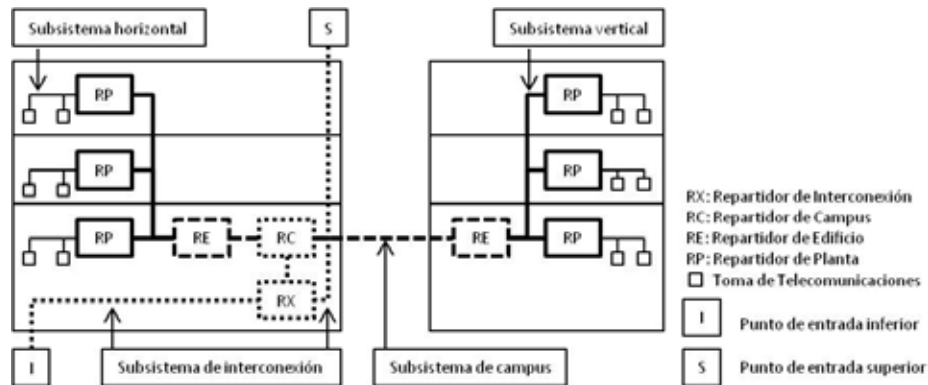 Subsistema horizontal
S
Subsistema vertical
RP
RP
RP
RP
RP
RE
RC
RE
RP
RX
I
Subsistema de interconexión
Subsistema de campus
RX: Repartidor de Interconexión
RC: Repartidor de Campus
RE: Repartidor de Edificio
RP: Repartidor de Planta
Toma de Telecomunicaciones
I Punto de entrada inferior
S Punto de entrada superior